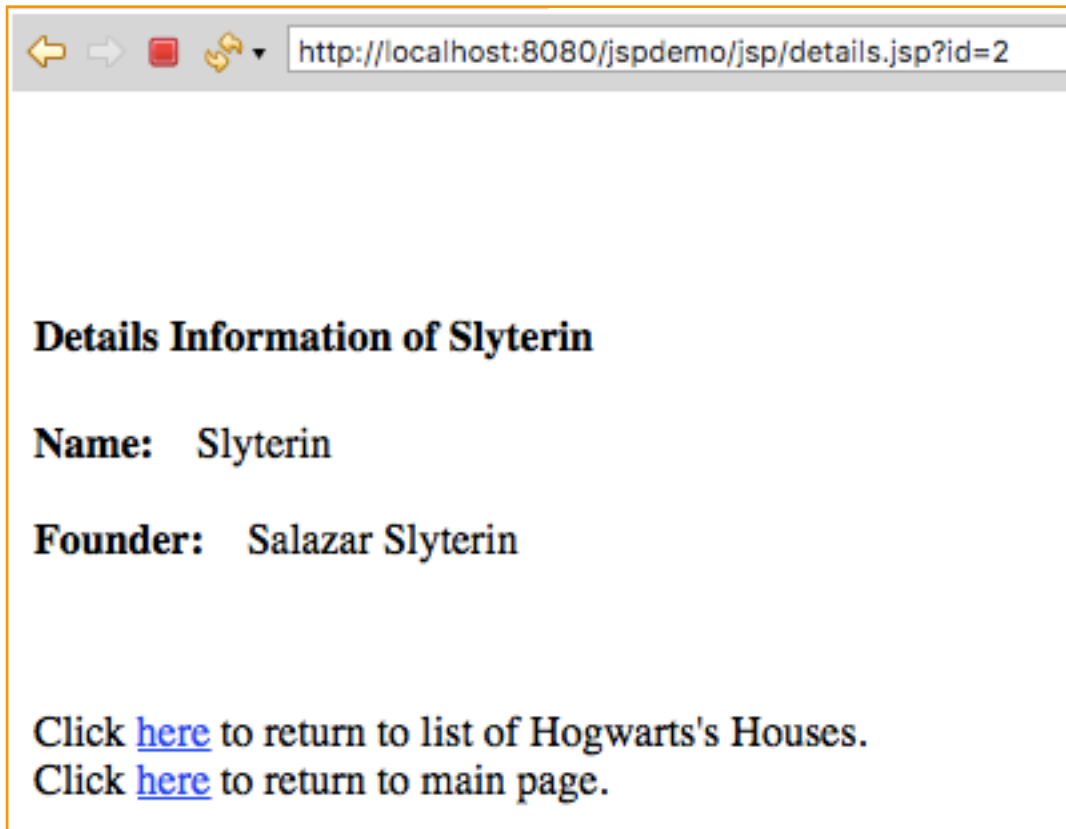 http://localhost:8080/jspdemo/jsp/details.jsp?id=2
Details Information of Slyterin
Name: Slyterin
Founder: Salazar Slyterin
Click here to return to list of Hogwarts's Houses.
Click here to return to main page.